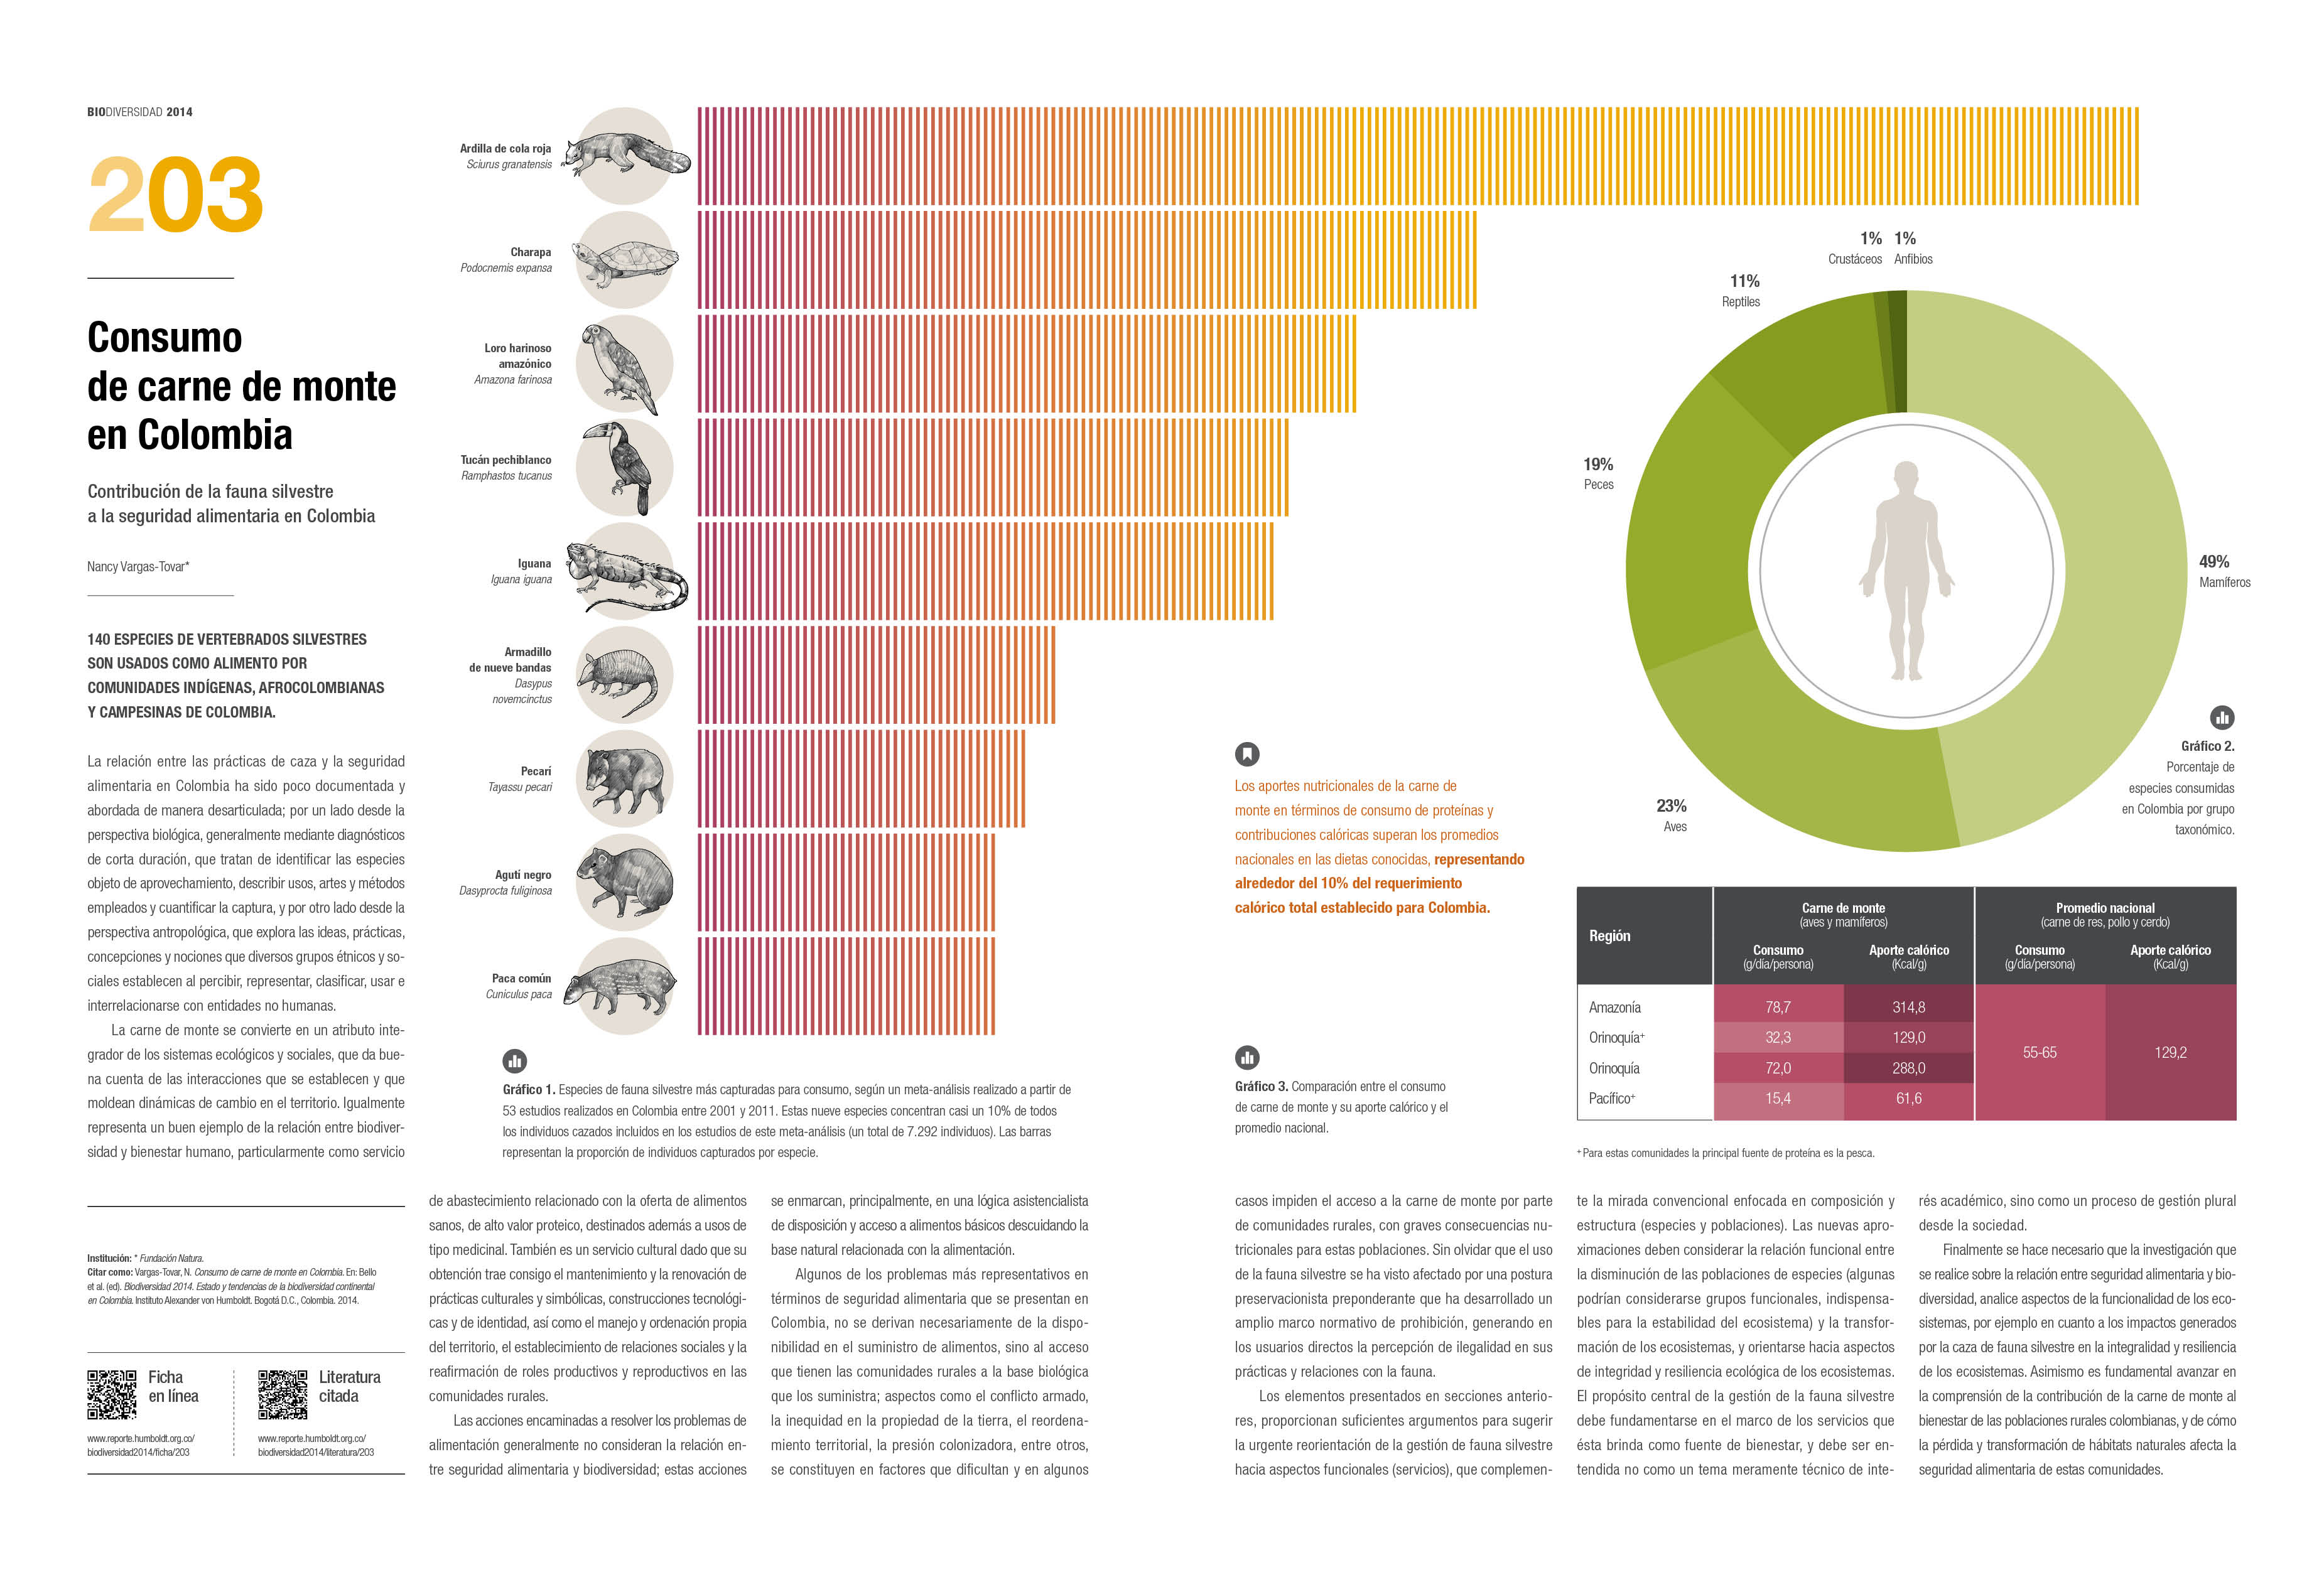 BIODIVERSIDAD 2014
203
Consumo
de carne de monte
en Colombia
Contribución de la fauna silvestre
a la seguridad alimentaria en Colombia
Nancy Vargas-Tovar*
140 ESPECIES DE VERTEBRADOS SILVESTRES
SON USADOS COMO ALIMENTO POR
COMUNIDADES INDÍGENAS, AFROCOLOMBIANAS
Y CAMPESINAS DE COLOMBIA.
La relación entre las prácticas de caza y la seguridad
alimentaria en Colombia ha sido poco documentada y
abordada de manera desarticulada; por un lado desde la
perspectiva biológica, generalmente mediante diagnósticos
de corta duración, que tratan de identificar las especies
objeto de aprovechamiento, describir usos, artes y métodos
empleados y cuantificar la captura, y por otro lado desde la
perspectiva antropológica, que explora las ideas, prácticas,
concepciones y nociones que diversos grupos étnicos y so-
ciales establecen al percibir, representar, clasificar, usar e
interrelacionarse con entidades no humanas.
La carne de monte se convierte en un atributo inte-
grador de los sistemas ecológicos y sociales, que da bue-
na cuenta de las interacciones que se establecen y que
moldean dinámicas de cambio en el territorio. Igualmente
representa un buen ejemplo de la relación entre biodiver-
sidad y bienestar humano, particularmente como servicio
Institución: * Fundación Natura.
Citar como: Vargas-Tovar, N. Consumo de carne de monte en Colombia. En: Bello
et al. (ed). Biodiversidad 2014. Estado y tendencias de la biodiversidad continental
en Colombia. Instituto Alexander von Humboldt. Bogotá D.C., Colombia. 2014.
Ficha
en línea
www.reporte.humboldt.org.co/
biodiversidad2014/ficha/203
Literatura
citada
www.reporte.humboldt.org.co/
biodiversidad2014/literatura/203
Ardilla de cola roja
Sciurus granatensis
Charapa
Podocnemis expansa
Loro harinoso
amazónico
Amazona farinosa
Tucán pechiblanco
Ramphastos tucanus
Iguana
Iguana iguana
Armadillo
de nueve bandas
Dasypus
novemcinctus
Pecarí
Tayassu pecari
Agutí negro
Dasyprocta fuliginosa
Paca común
Cuniculus paca
Gráfico 1. Especies de fauna silvestre más capturadas para consumo, según un meta-análisis realizado a partir de
53 estudios realizados en Colombia entre 2001 y 2011. Estas nueve especies concentran casi un 10% de todos
los individuos cazados incluidos en los estudios de este meta-análisis (un total de 7.292 individuos). Las barras
representan la proporción de individuos capturados por especie.
de abastecimiento relacionado con la oferta de alimentos
sanos, de alto valor proteico, destinados además a usos de
tipo medicinal. También es un servicio cultural dado que su
obtención trae consigo el mantenimiento y la renovación de
prácticas culturales y simbólicas, construcciones tecnológi-
cas y de identidad, así como el manejo y ordenación propia
del territorio, el establecimiento de relaciones sociales y la
reafirmación de roles productivos y reproductivos en las
comunidades rurales.
Las acciones encaminadas a resolver los problemas de
alimentación generalmente no consideran la relación en-
tre seguridad alimentaria y biodiversidad; estas acciones
se enmarcan, principalmente, en una lógica asistencialista
de disposición y acceso a alimentos básicos descuidando la
base natural relacionada con la alimentación.
Algunos de los problemas más representativos en
términos de seguridad alimentaria que se presentan en
Colombia, no se derivan necesariamente de la dispo-
nibilidad en el suministro de alimentos, sino al acceso
que tienen las comunidades rurales a la base biológica
que los suministra; aspectos como el conflicto armado,
la inequidad en la propiedad de la tierra, el reordena-
miento territorial, la presión colonizadora, entre otros,
se constituyen en factores que dificultan y en algunos
1%
Crustáceos
1%
Anfibios
11%
Reptiles
19%
Peces
49%
Mamíferos
23%
Aves
Gráfico 2.
Porcentaje de
especies consumidas
en Colombia por grupo
taxonómico.
Los aportes nutricionales de la carne de
monte en términos de consumo de proteínas y
contribuciones calóricas superan los promedios
nacionales en las dietas conocidas, representando
alrededor del 10% del requerimiento
calórico total establecido para Colombia.
Gráfico 3. Comparación entre el consumo
de carne de monte y su aporte calórico y el
promedio nacional.
Región
Carne de monte
(aves y mamíferos)
Promedio nacional
(carne de res, pollo y cerdo)
Consumo
(g/día/persona)
Aporte calórico
(Kcal/g)
Consumo
(g/día/persona)
Aporte calórico
(Kcal/g)
Amazonía 78,7 314,8
Orinoquía+ 32,3 129,0
55-65 129,2
Orinoquía 72,0 288,0
Pacífico+ 15,4 61,6
+ Para estas comunidades la principal fuente de proteína es la pesca.
casos impiden el acceso a la carne de monte por parte
de comunidades rurales, con graves consecuencias nu-
tricionales para estas poblaciones. Sin olvidar que el uso
de la fauna silvestre se ha visto afectado por una postura
preservacionista preponderante que ha desarrollado un
amplio marco normativo de prohibición, generando en
los usuarios directos la percepción de ilegalidad en sus
prácticas y relaciones con la fauna.
Los elementos presentados en secciones anterio-
res, proporcionan suficientes argumentos para sugerir
la urgente reorientación de la gestión de fauna silvestre
hacia aspectos funcionales (servicios), que complemen-
te la mirada convencional enfocada en composición y
estructura (especies y poblaciones). Las nuevas apro-
ximaciones deben considerar la relación funcional entre
la disminución de las poblaciones de especies (algunas
podrían considerarse grupos funcionales, indispensa-
bles para la estabilidad del ecosistema) y la transfor-
mación de los ecosistemas, y orientarse hacia aspectos
de integridad y resiliencia ecológica de los ecosistemas.
El propósito central de la gestión de la fauna silvestre
debe fundamentarse en el marco de los servicios que
ésta brinda como fuente de bienestar, y debe ser en-
tendida no como un tema meramente técnico de inte-
rés académico, sino como un proceso de gestión plural
desde la sociedad.
Finalmente se hace necesario que la investigación que
se realice sobre la relación entre seguridad alimentaria y bio-
diversidad, analice aspectos de la funcionalidad de los eco-
sistemas, por ejemplo en cuanto a los impactos generados
por la caza de fauna silvestre en la integralidad y resiliencia
de los ecosistemas. Asimismo es fundamental avanzar en
la comprensión de la contribución de la carne de monte al
bienestar de las poblaciones rurales colombianas, y de cómo
la pérdida y transformación de hábitats naturales afecta la
seguridad alimentaria de estas comunidades.